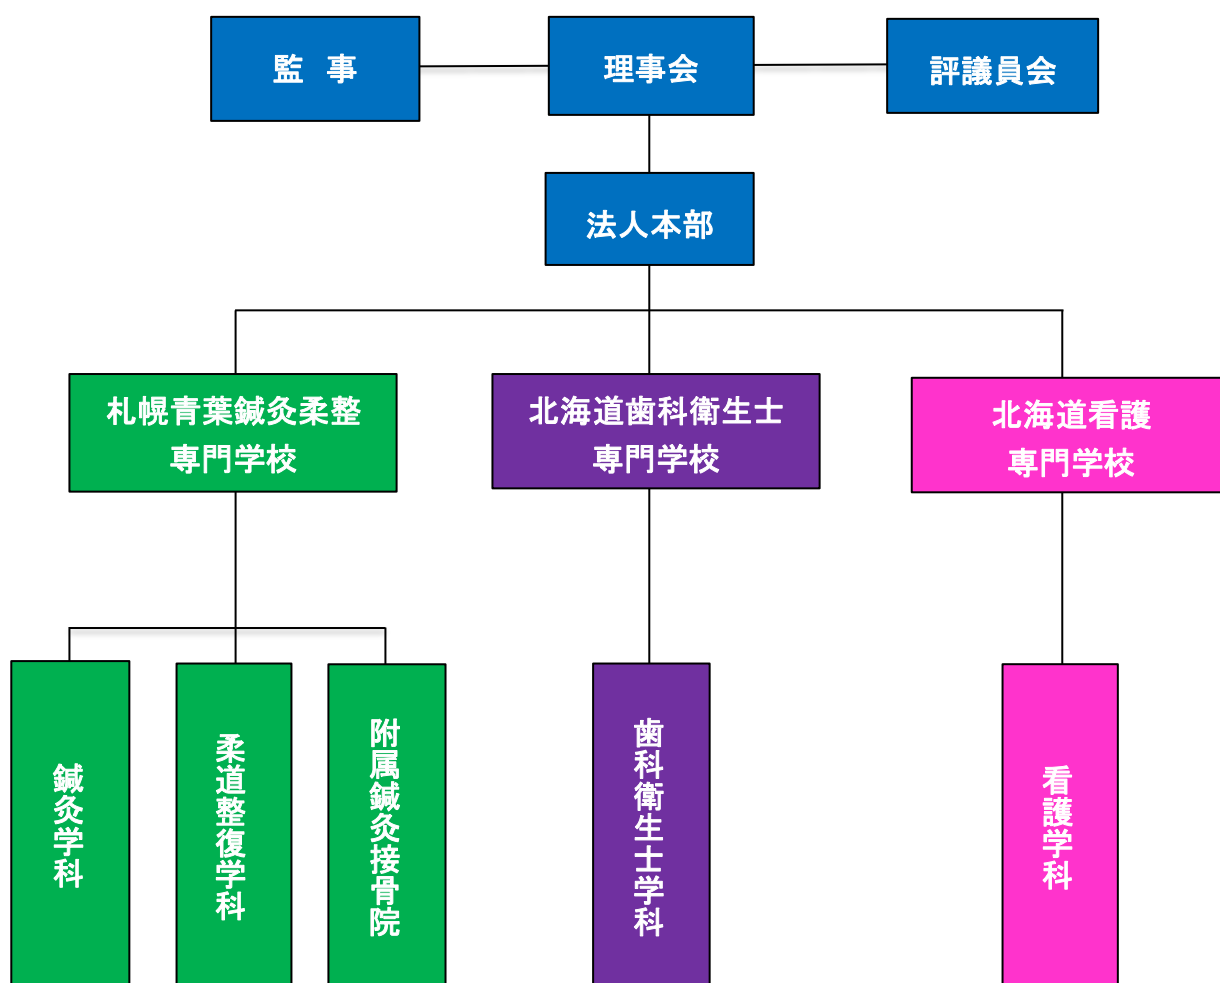 監　事
理事会
評議員会
法人本部
札幌青葉鍼灸柔整
専門学校
北海道歯科衛生士
専門学校
北海道看護
専門学校
鍼灸学科
柔道整復学科
附属鍼灸接骨院
歯科衛生士学科
看護学科